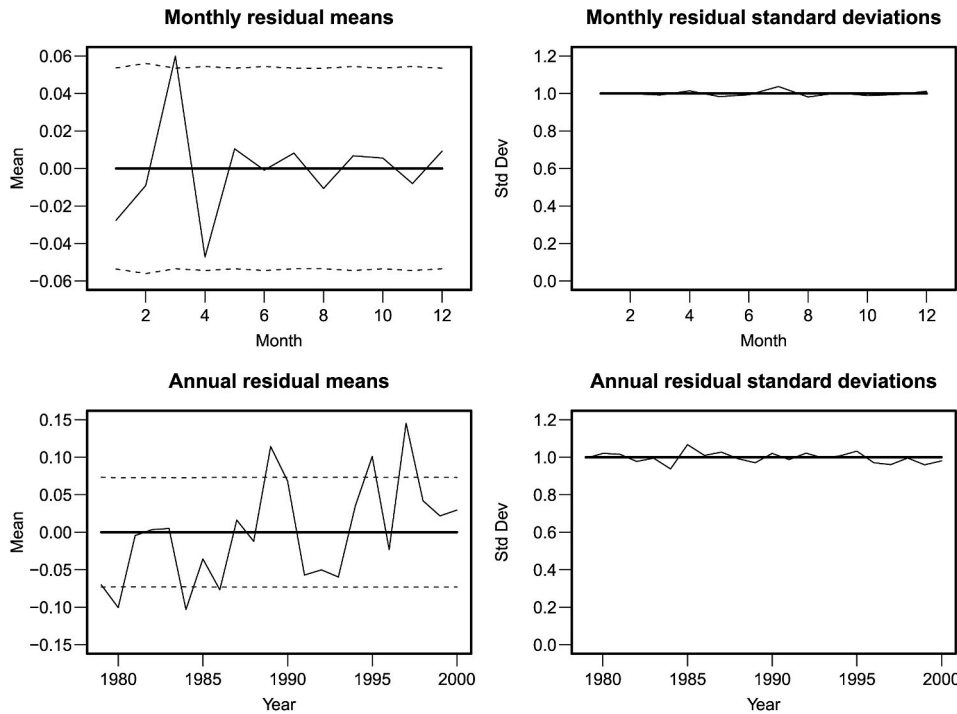 Monthly residual means
Monthly residual standard deviations
0.06
0.04
0.02
0.00
−0.02
−0.04
−0.06
Mean
2 4 6 8 10 12
Month
1.2
1.0
0.8
0.6
0.4
0.2
0.0
Std Dev
2 4 6 8 10 12
Month
Annual residual means
Annual residual standard deviations
0.15
0.10
0.05
0.00
−0.05
−0.10
−0.15
Mean
1980 1985 1990 1995 2000
Year
1.2
1.0
0.8
0.6
0.4
0.2
0.0
Std Dev
1980 1985 1990 1995 2000
Year